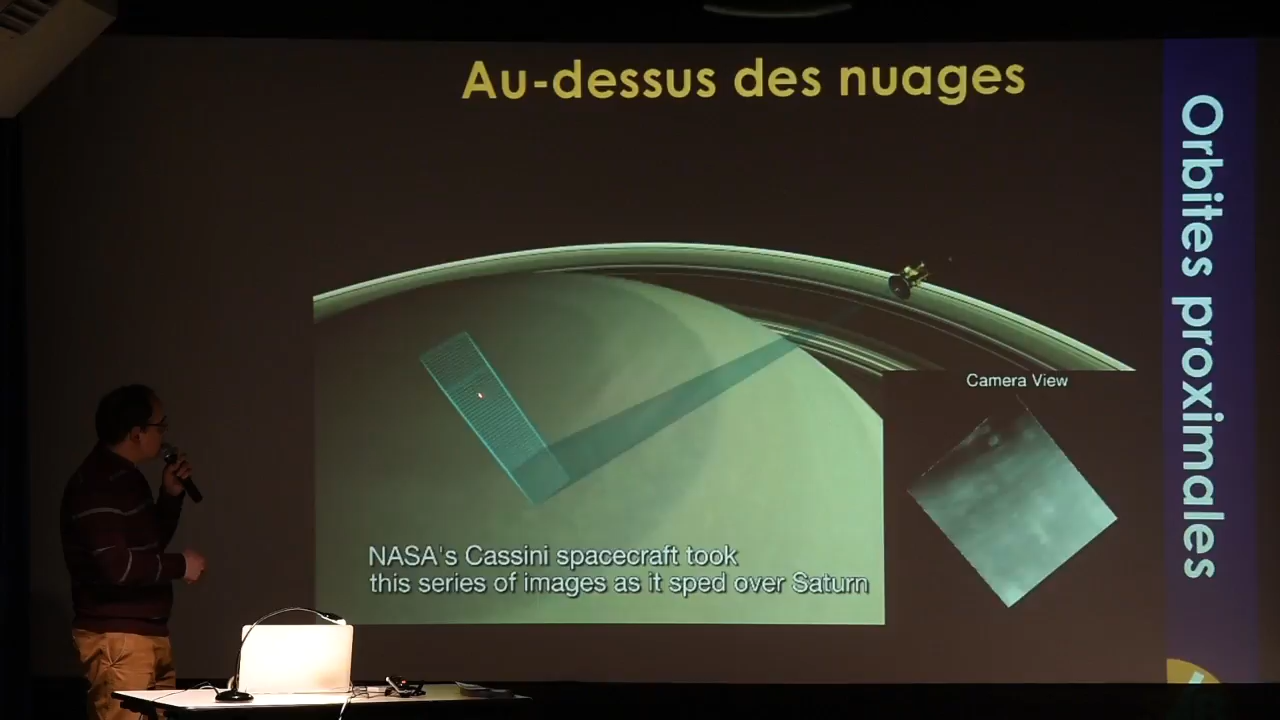 Au-dessus des nuages
Orbites proximales
Camera View
NASA's Cassini spacecraft took
this series of images as it sped over Saturn